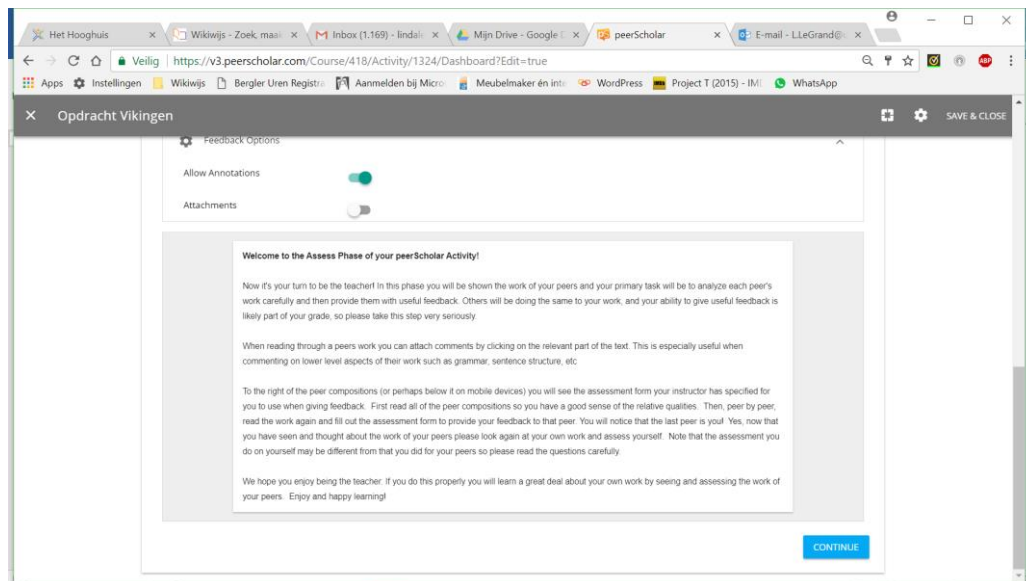 Het Hooghuis
Wikiwijs - Zoek, maak
Inbox (1.169) - lindale
Mijn Drive - Google D
peerScholar
E-mail - L.LeGrand@
Veilig https://v3.peerscholar.com/Course/418/Activity/1324/Dashboard?Edit=true
Apps Instellingen Wikiwijs Bergler Uren Registra Aanmelden bij Micro Meubelmaker én inte WordPress Project T (2015) - IM WhatsApp
Opdracht Vikingen SAVE & CLOSE
Feedback Options
Allow Annotations
Attachments
Welcome to the Assess Phase of your peerScholar Activity!
Now it's your turn to be the teacher! In this phase you will be shown the work of your peers and your primary task will be to analyze each peer's
work carefully and then provide them with useful feedback. Others will be doing the same to your work, and your ability to give useful feedback is
likely part of your grade, so please take this step very seriously.
When reading through a peers work you can attach comments by clicking on the relevant part of the text. This is especially useful when
commenting on lower level aspects of their work such as grammar, sentence structure, etc
To the right of the peer compositions (or perhaps below it on mobile devices) you will see the assessment form your instructor has specified for
you to use when giving feedback. First read all of the peer compositions so you have a good sense of the relative qualities. Then, peer by peer,
read the work again and fill out the assessment form to provide your feedback to that peer. You will notice that the last peer is you! Yes, now that
you have seen and thought about the work of your peers please look again at your own work and assess yourself. Note that the assessment you
do on yourself may be different from that you did for your peers so please read the questions carefully.
We hope you enjoy being the teacher. If you do this properly you will learn a great deal about your own work by seeing and assessing the work of
your peers. Enjoy and happy learning!
CONTINUE